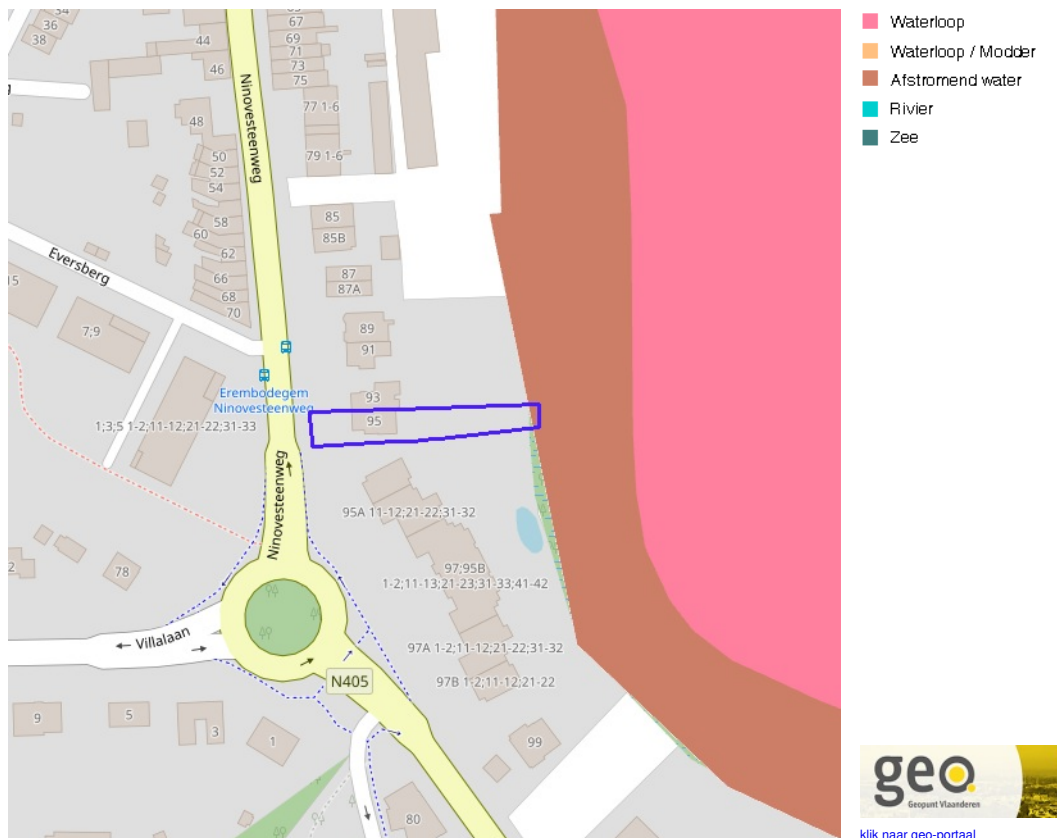 34
36
38
65
67
69
71
73
75
77 1-6
79 1-6
44
46
48
50
52
54
58
60
62
66
68
70
Ninovesteenweg
85
85B
87
87A
89
91
93
95
Eversberg
15
7;9
Erembodegem
Ninovesteenweg
1;3;5 1-2;11-12;21-22;31-33
Ninovesteenweg
95A 11-12;21-22;31-32
97;95B
1-2;11-13;21-23;31-33;41-42
97A 1-2;11-12;21-22;31-32
97B 1-2;11-12;21-22
2
78
Villalaan
N405
9
5
3
1
99
80
Waterloop
Waterloop / Modder
Afstromend water
Rivier
Zee
geo
Geopunt Vlaanderen
klik naar geo-portaal